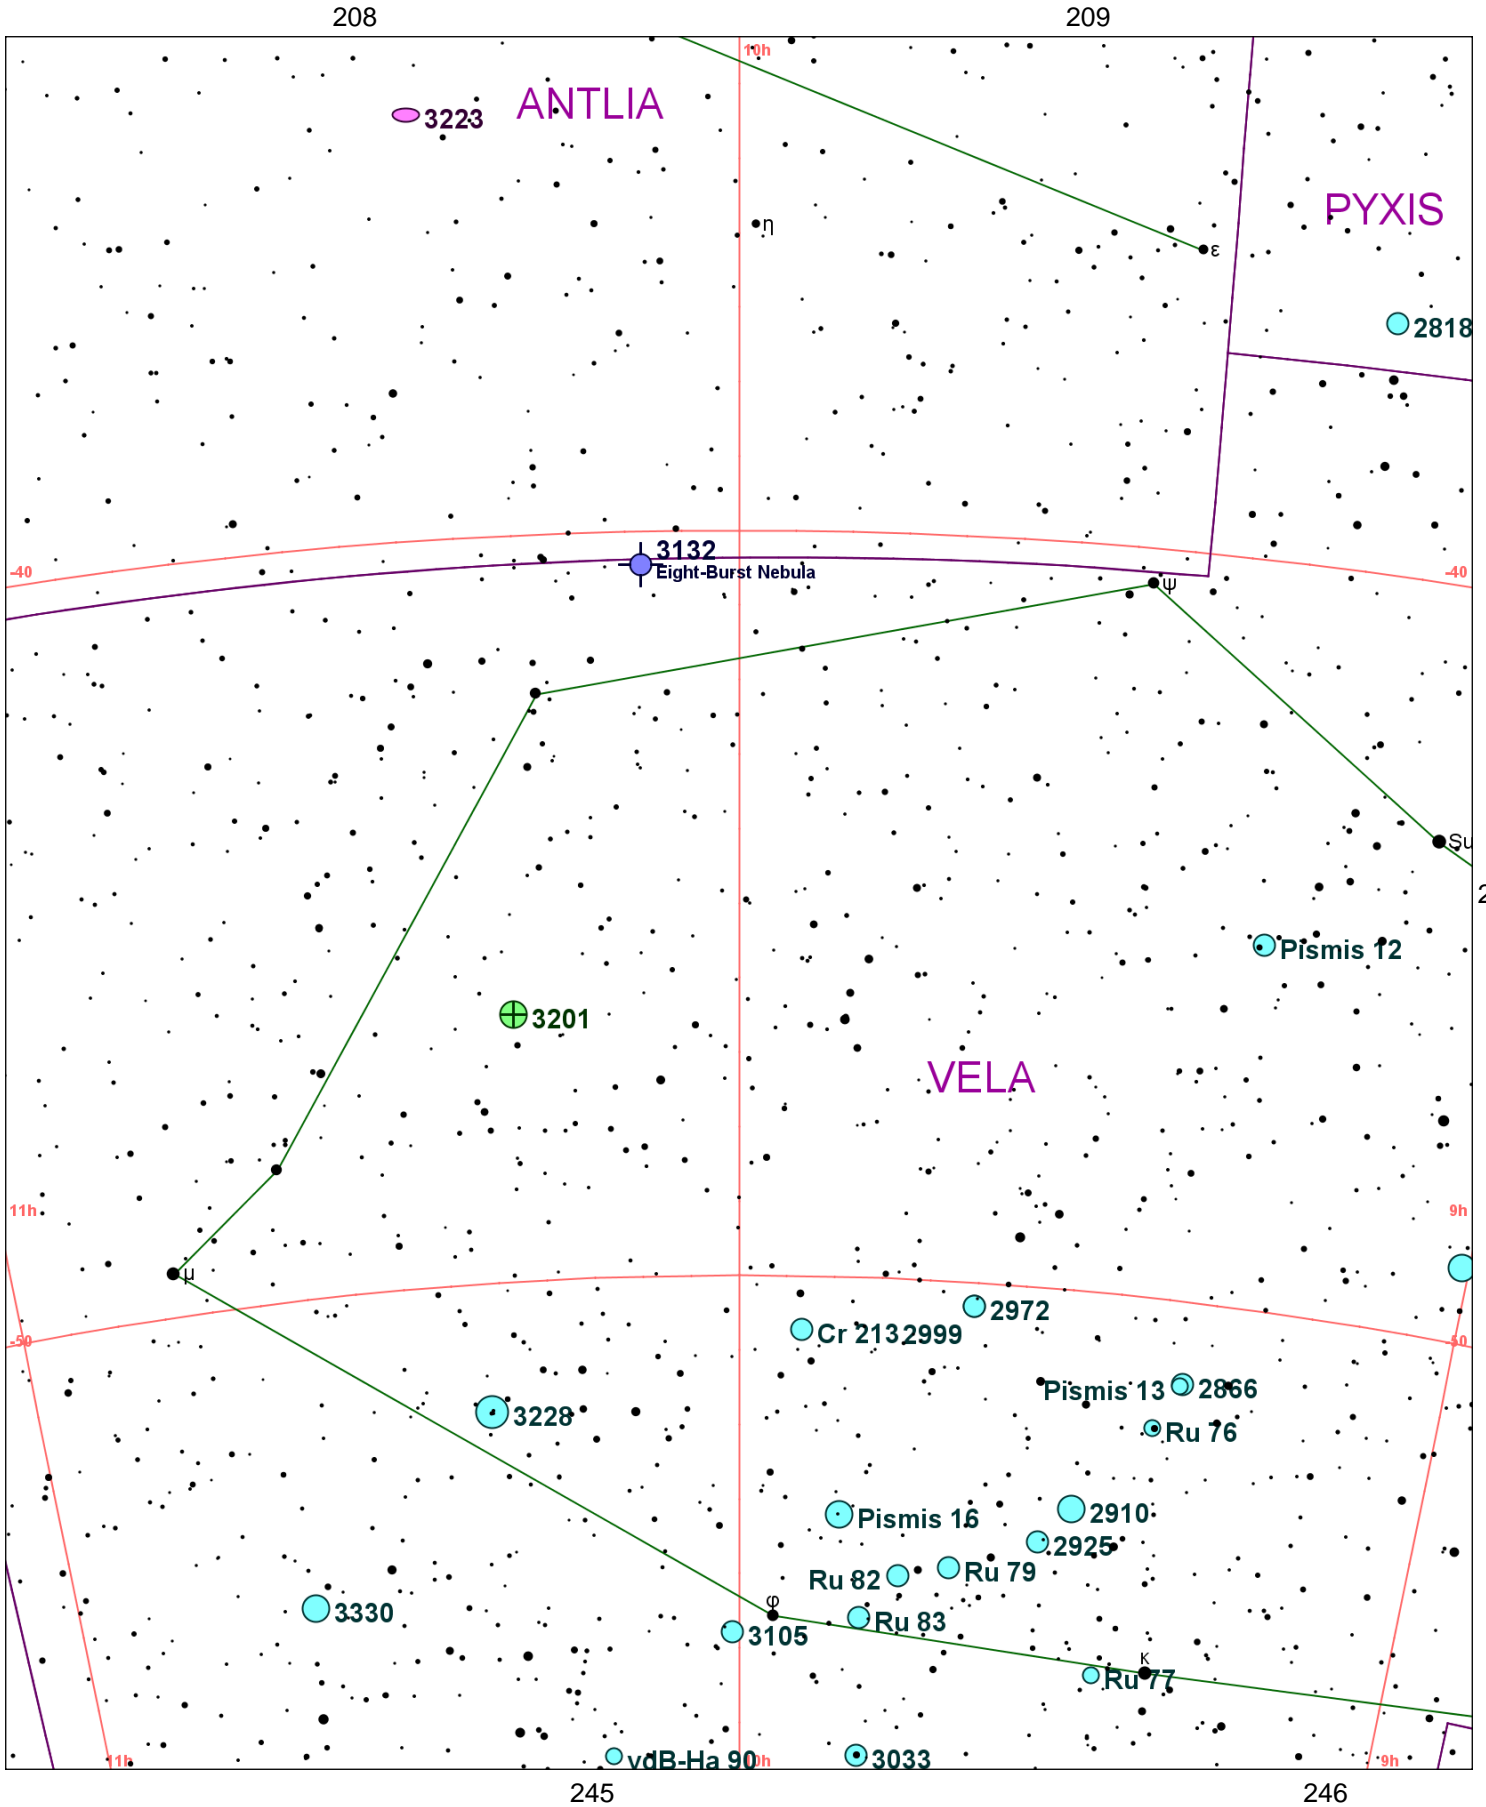 208
209
10h
3223
ANTLIA
PYXIS
η
ε
2818
3132
Eight-Burst Nebula
-40
-40
ψ
Su
2
Pismis 12
3201
VELA
11h
9h
μ
2972
Cr 213
2999
-50
-50
Pismis 13
2866
3228
Ru 76
Pismis 16
2910
2925
Ru 79
Ru 82
φ
3330
Ru 83
3105
κ
Ru 77
11h
vdB-Ha 90
10h
3033
9h
245
246